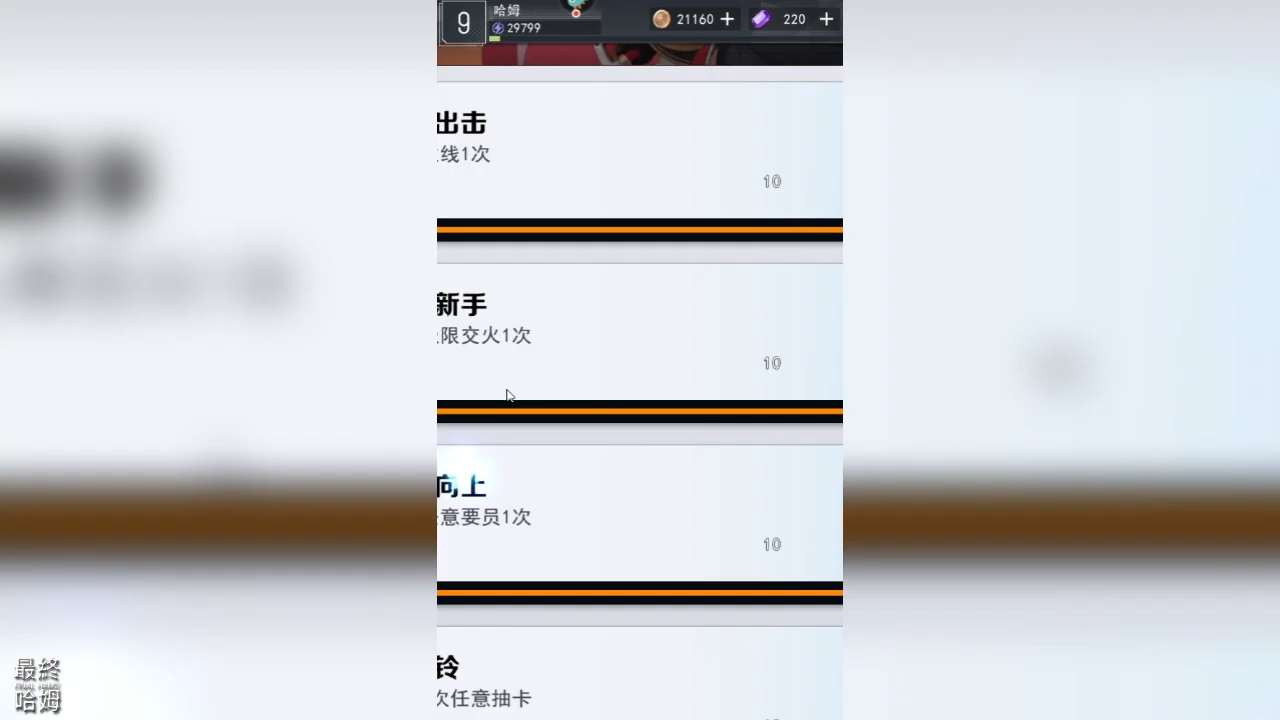 9
哈姆
29799
21160
220
出击
线1次
10
新手
限交火1次
10
向上
意要员1次
10
铃
次任意抽卡
最終
哈姆